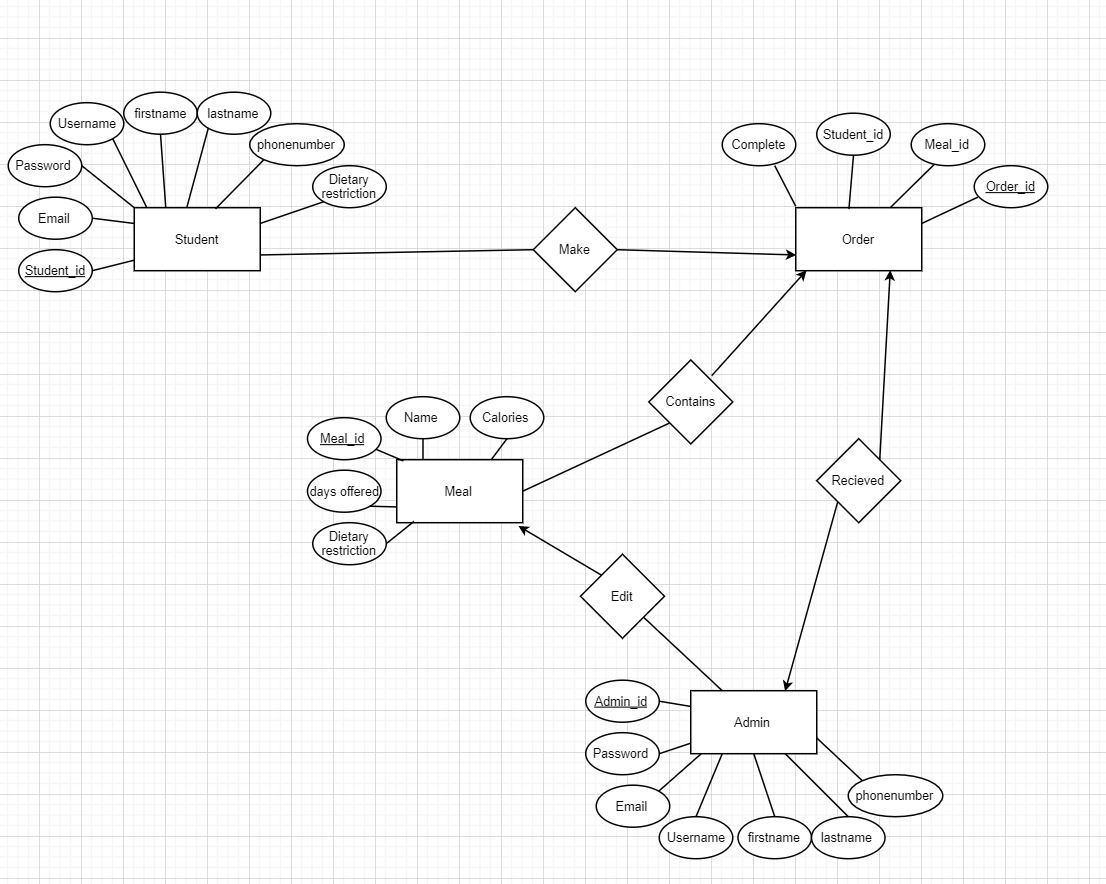 Username
firstname
lastname
phonenumber
Password
Dietary
restriction
Email
Student_id
Student
Make
Complete
Student_id
Meal_id
Order_id
Order
Contains
Meal_id
Name
Calories
days offered
Meal
Dietary
restriction
Recieved
Edit
Admin_id
Admin
Password
Email
Username
firstname
lastname
phonenumber